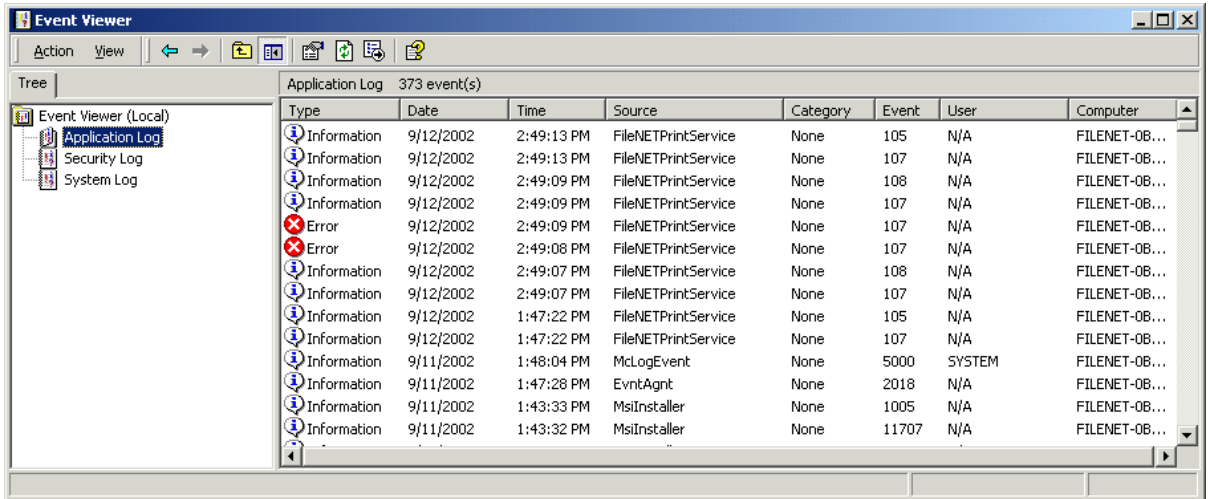 Event Viewer
Action View
Tree
Application Log 373 event(s)
Event Viewer (Local)
Application Log
Security Log
System Log
Type Date Time Source Category Event User Computer
Information 9/12/2002 2:49:13 PM FileNETPrintService None 105 N/A FILENET-0B...
Information 9/12/2002 2:49:13 PM FileNETPrintService None 107 N/A FILENET-0B...
Information 9/12/2002 2:49:09 PM FileNETPrintService None 108 N/A FILENET-0B...
Information 9/12/2002 2:49:09 PM FileNETPrintService None 107 N/A FILENET-0B...
Error 9/12/2002 2:49:09 PM FileNETPrintService None 107 N/A FILENET-0B...
Error 9/12/2002 2:49:08 PM FileNETPrintService None 107 N/A FILENET-0B...
Information 9/12/2002 2:49:07 PM FileNETPrintService None 108 N/A FILENET-0B...
Information 9/12/2002 2:49:07 PM FileNETPrintService None 107 N/A FILENET-0B...
Information 9/12/2002 1:47:22 PM FileNETPrintService None 105 N/A FILENET-0B...
Information 9/12/2002 1:47:22 PM FileNETPrintService None 107 N/A FILENET-0B...
Information 9/11/2002 1:48:04 PM McLogEvent None 5000 SYSTEM FILENET-0B...
Information 9/11/2002 1:47:28 PM EvntAgnt None 2018 N/A FILENET-0B...
Information 9/11/2002 1:43:33 PM MsiInstaller None 1005 N/A FILENET-0B...
Information 9/11/2002 1:43:32 PM MsiInstaller None 11707 N/A FILENET-0B...